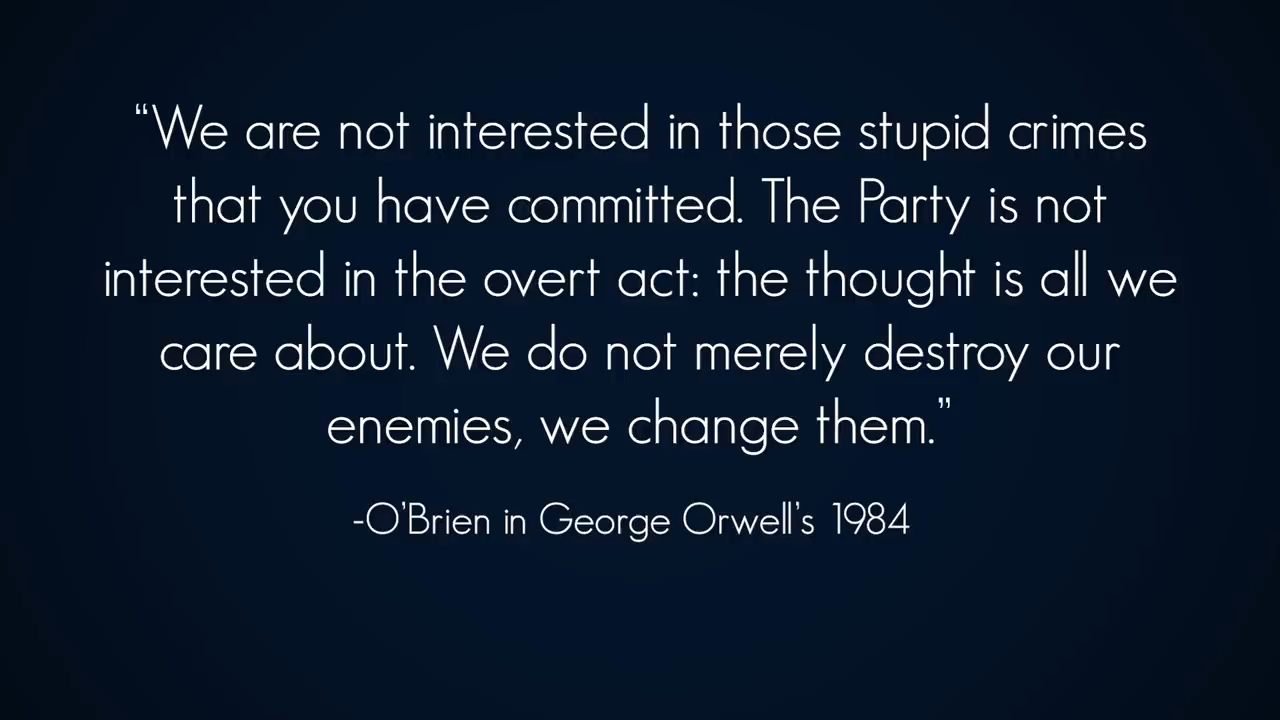 “We are not interested in those stupid crimes
that you have committed. The Party is not
interested in the overt act: the thought is all we
care about. We do not merely destroy our
enemies, we change them.”
-O’Brien in George Orwell’s 1984